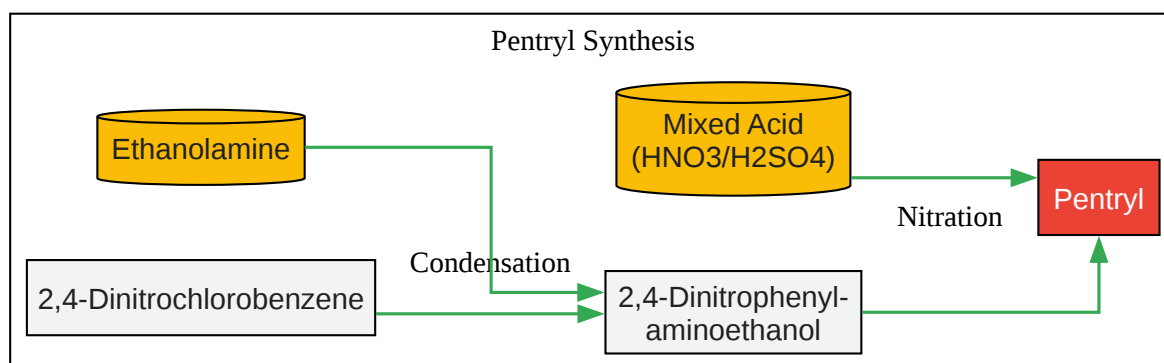 Pentryl Synthesis
Ethanolamine
Mixed Acid
(HNO3/H2SO4)
Pentryl
Nitration
Condensation
2,4-Dinitrochlorobenzene
2,4-Dinitrophenyl-
aminoethanol